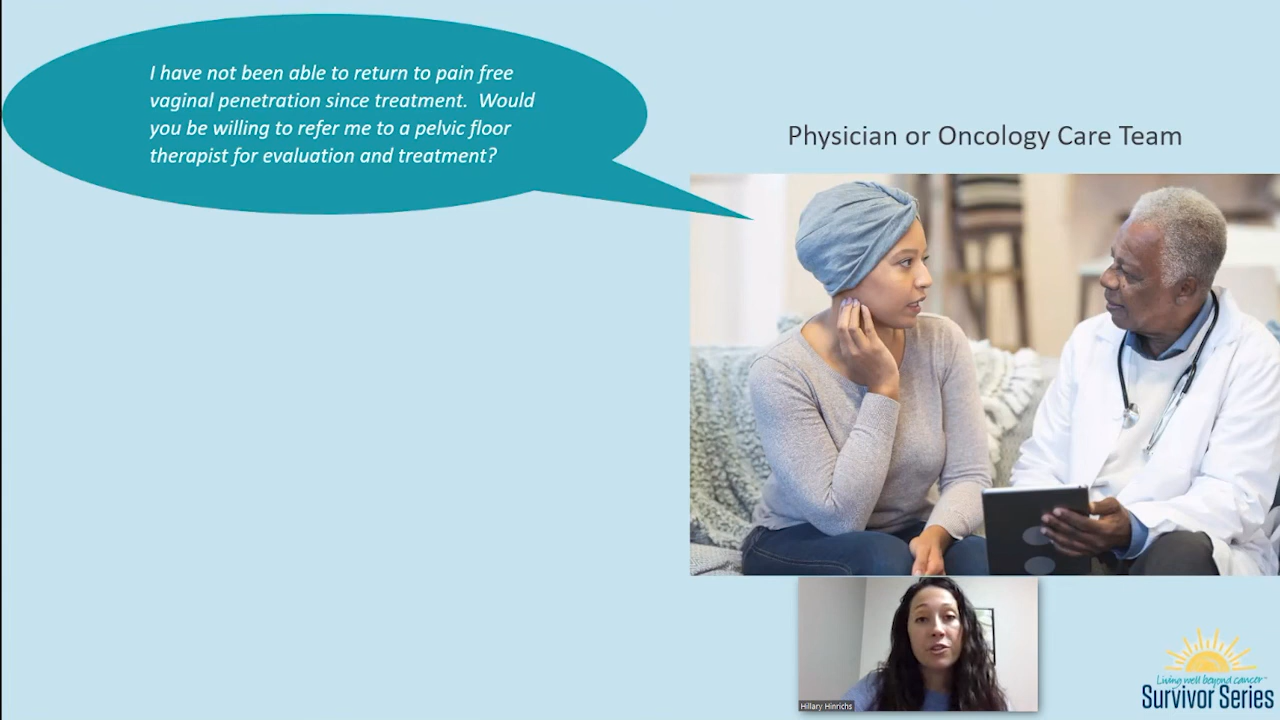 I have not been able to return to pain free
vaginal penetration since treatment.  Would
you be willing to refer me to a pelvic floor
therapist for evaluation and treatment?
Physician or Oncology Care Team
Hillary Hinrichs
Living well beyond cancer™
Survivor Series